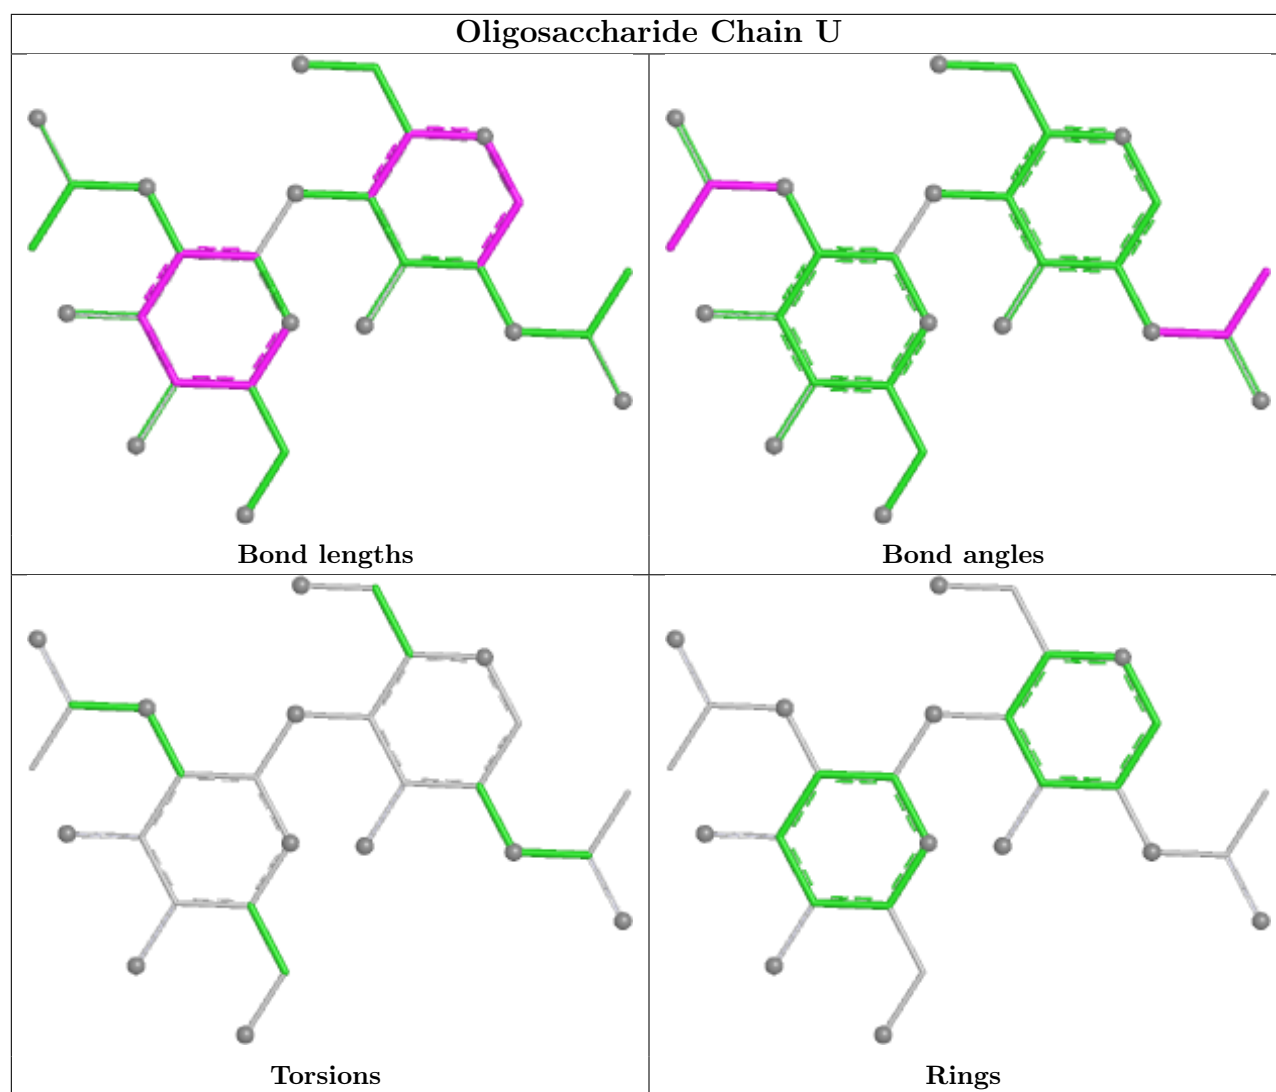 Oligosaccharide Chain U
Bond lengths
Bond angles
Torsions
Rings